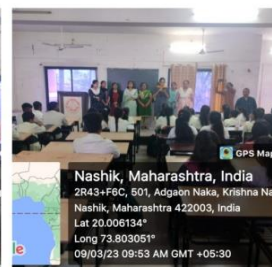 GPS Map
Nashik, Maharashtra, India
2R43+F6C, 501, Adgaon Naka, Krishna Na
Nashik, Maharashtra 422003, India
Lat 20.006134°
Long 73.803051°
09/03/23 09:53 AM GMT +05:30